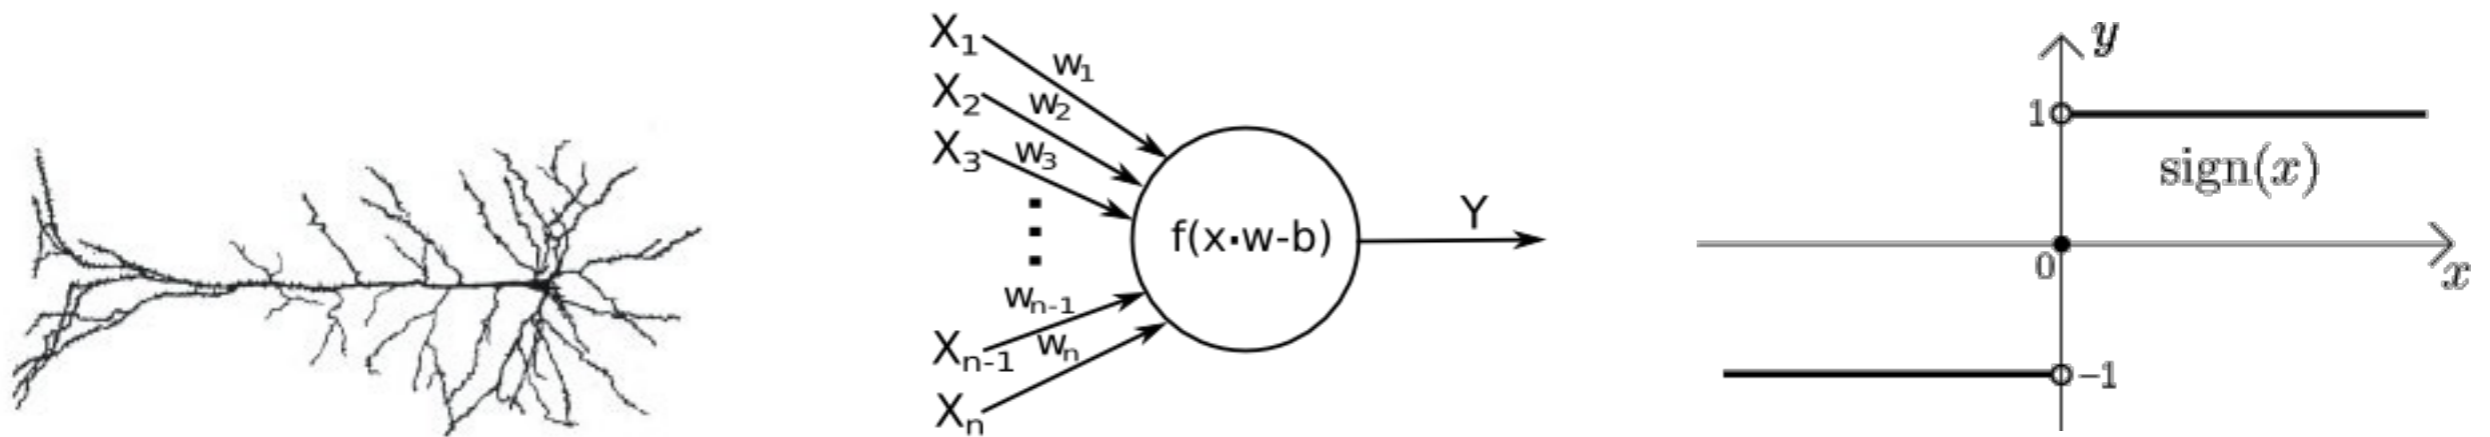 X₁
w₁
X₂
w₂
X₃
w₃
f(x·w-b)
Y
wₙ₋₁
Xₙ₋₁
wₙ
Xₙ
y
1
sign(x)
0
x
−1